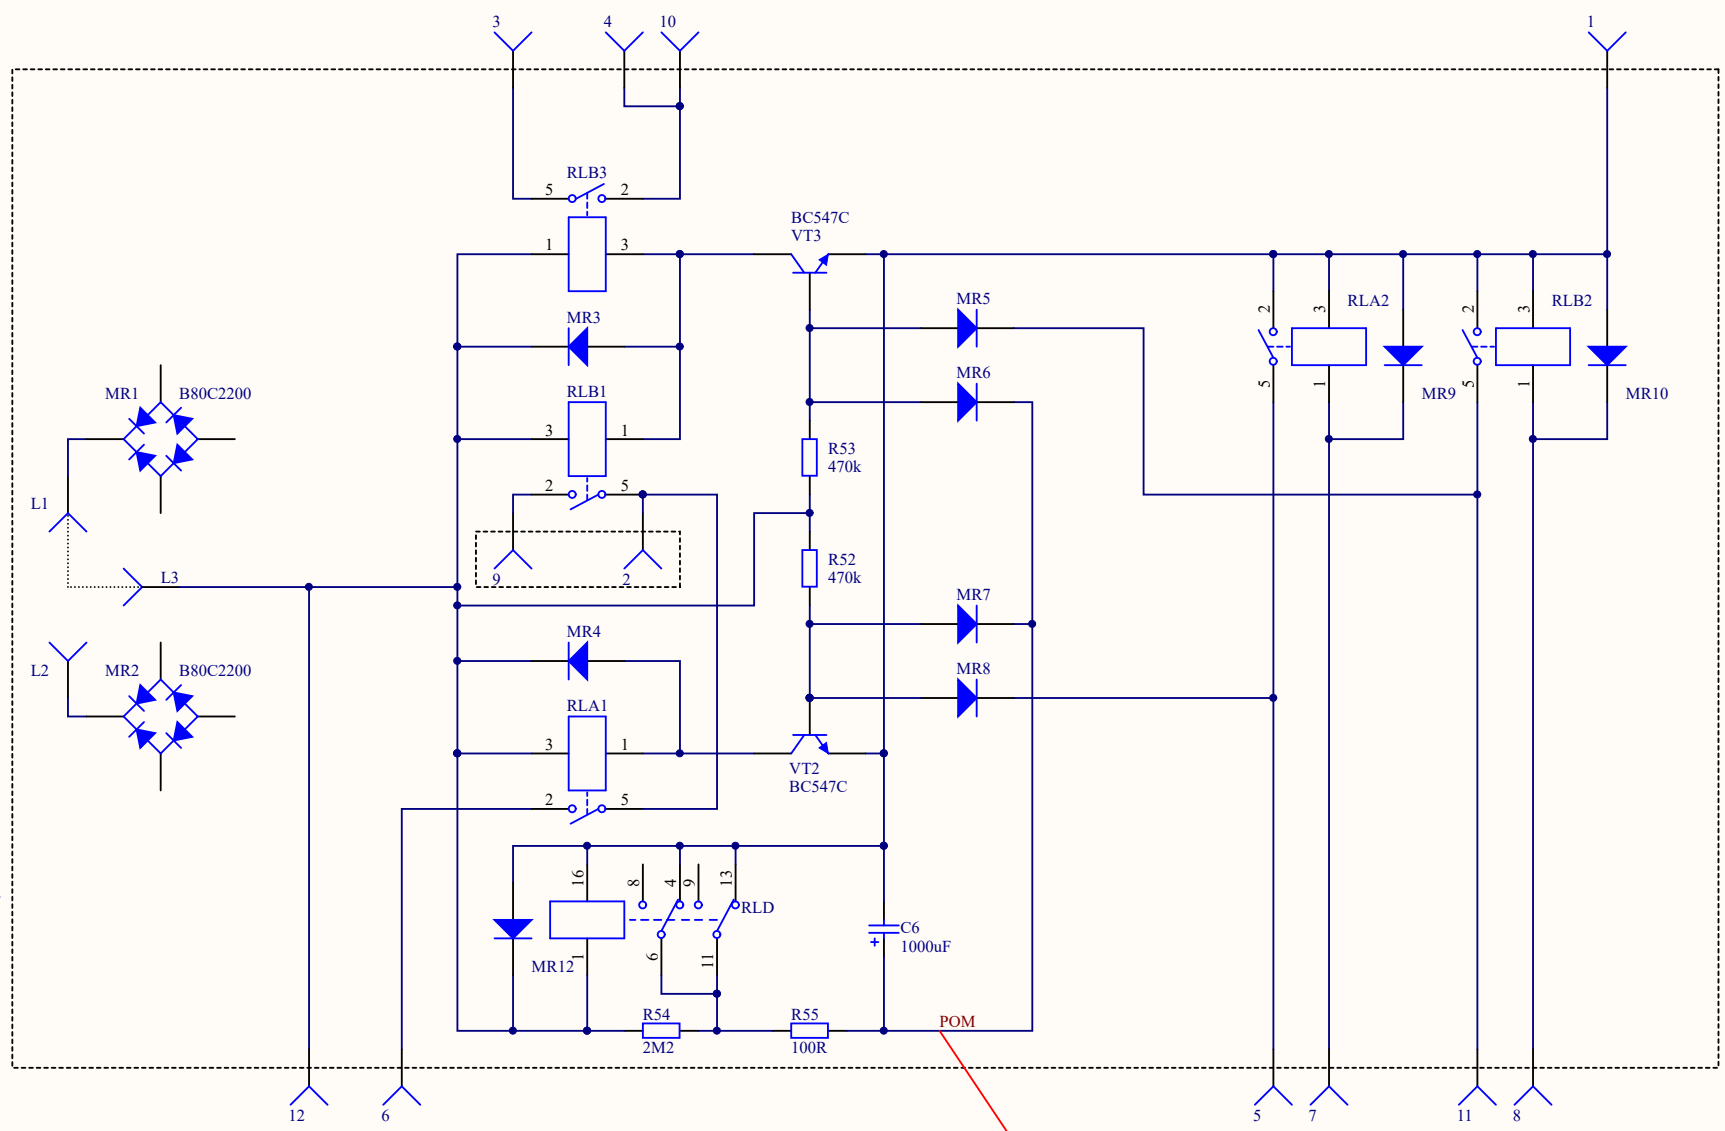 3
4
10
1
RLB3
5
2
BC547C
VT3
1
3
MR5
2
3
RLA2
2
3
RLB2
MR3
MR6
5
1
MR9
5
1
MR10
MR1
B80C2200
RLB1
3
1
R53
470k
2
5
L1
R52
470k
L3
9
2
MR7
MR4
L2
MR2
B80C2200
MR8
RLA1
3
1
VT2
BC547C
2
5
16
8
4
9
13
RLD
C6
+
1000uF
MR12
1
6
11
R54
2M2
R55
100R
POM
12
6
5
7
11
8